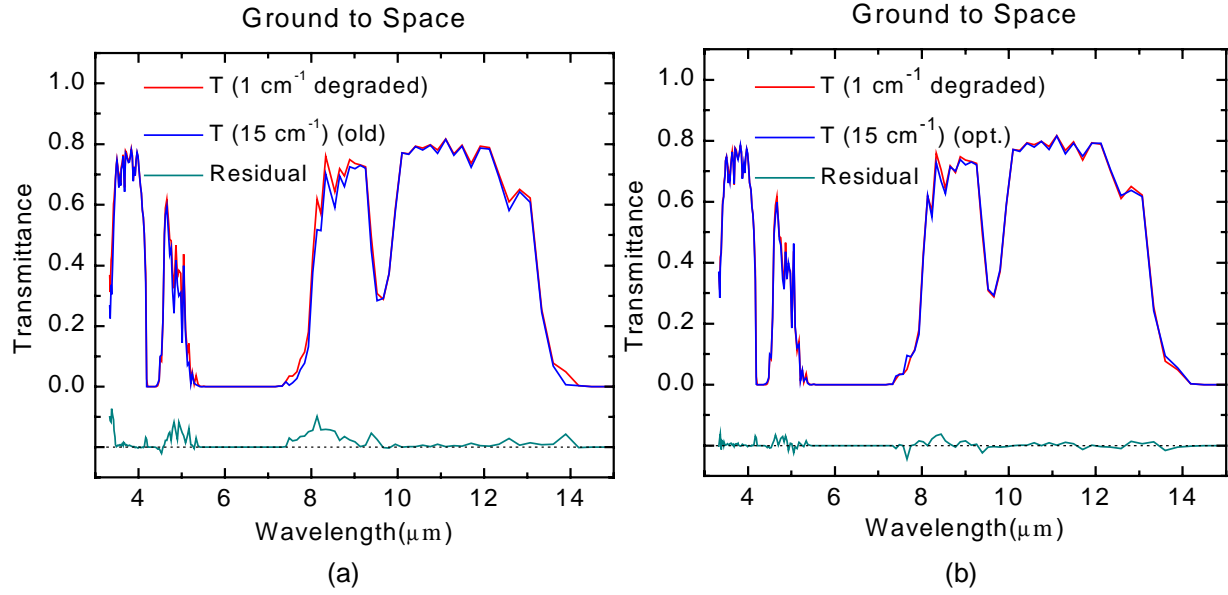 Ground to Space
T (1 cm⁻¹ degraded)
T (15 cm⁻¹) (old)
Residual
Transmittance
1.0
0.8
0.6
0.4
0.2
0.0
4
6
8
10
12
14
Wavelength(μm)
(a)
Ground to Space
T (1 cm⁻¹ degraded)
T (15 cm⁻¹) (opt.)
Residual
Transmittance
1.0
0.8
0.6
0.4
0.2
0.0
4
6
8
10
12
14
Wavelength(μm)
(b)